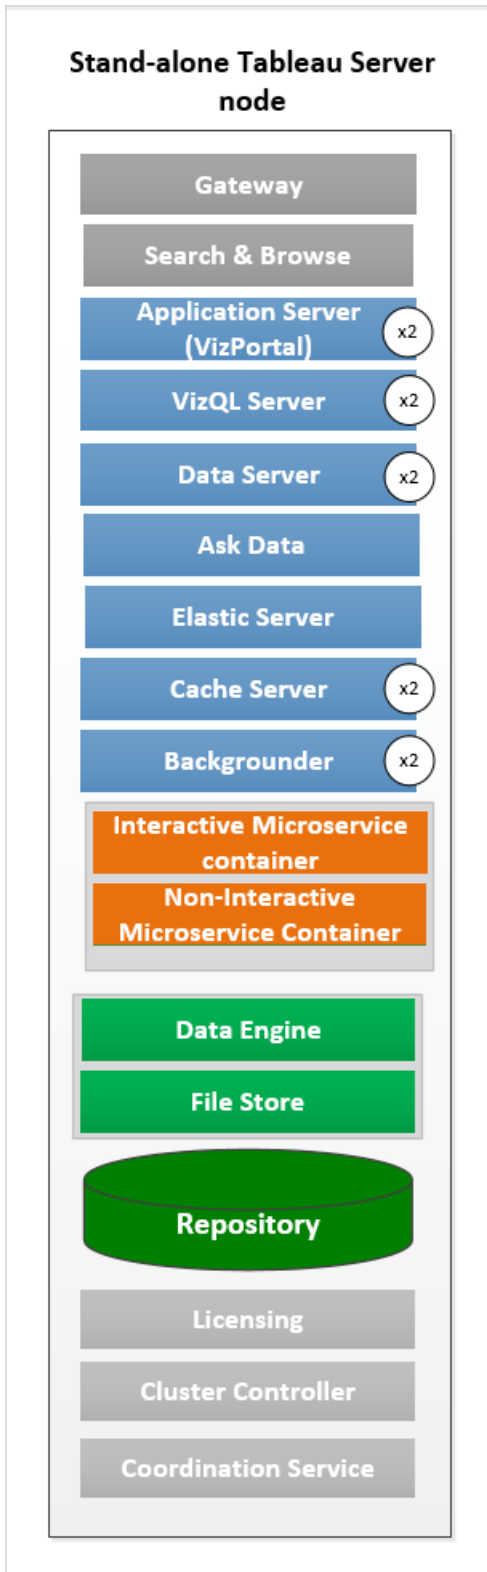 Stand-alone Tableau Server
node
Gateway
Search & Browse
Application Server
(VizPortal)
x2
VizQL Server
x2
Data Server
x2
Ask Data
Elastic Server
Cache Server
x2
Backgrounder
x2
Interactive Microservice
container
Non-Interactive
Microservice Container
Data Engine
File Store
Repository
Licensing
Cluster Controller
Coordination Service